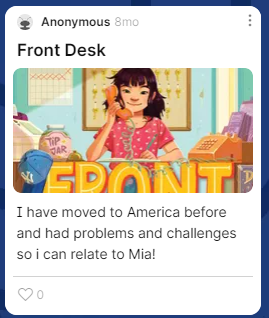 Anonymous 8mo
Front Desk
TIP
JAR
FRONT
I have moved to America before
and had problems and challenges
so i can relate to Mia!
0